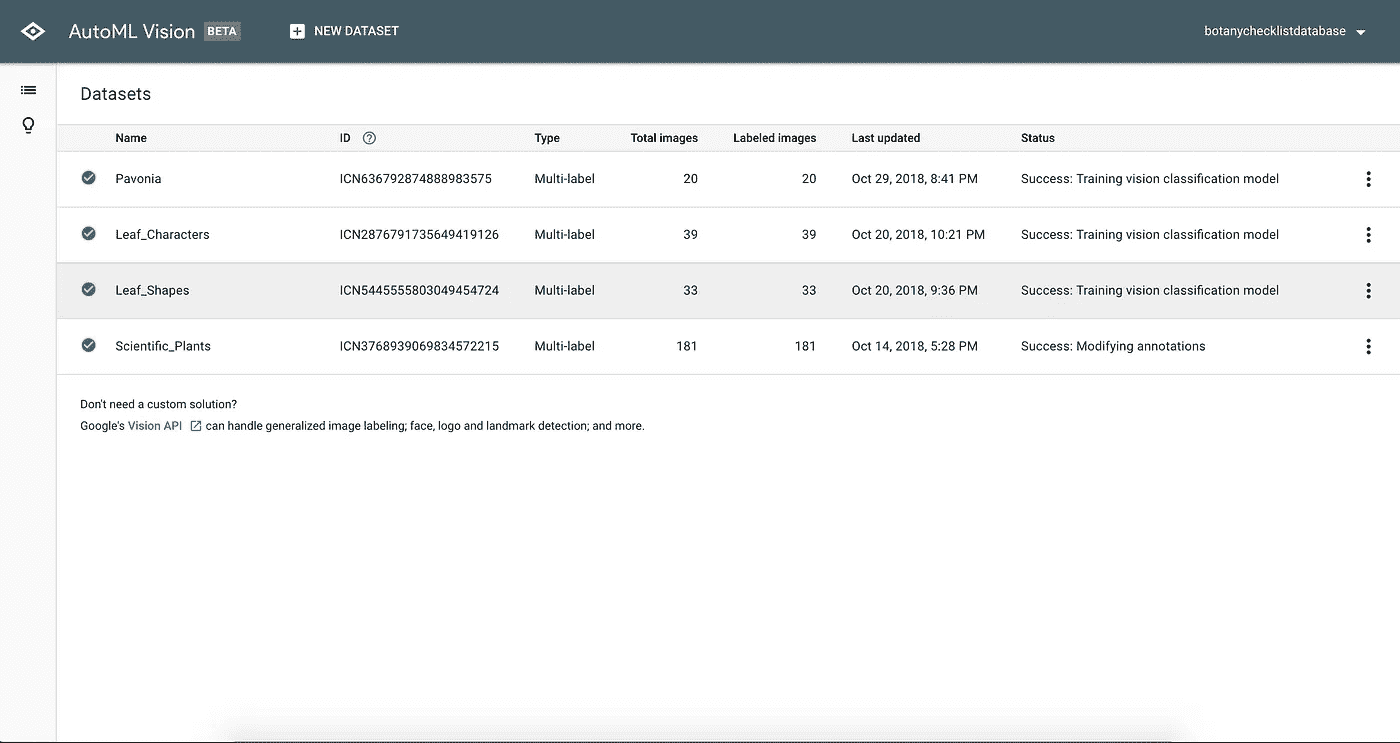 AutoML Vision BETA NEW DATASET botanychecklistdatabase
Datasets
Name ID Type Total images Labeled images Last updated Status
Pavonia ICN636792874888983575 Multi-label 20 20 Oct 29, 2018, 8:41 PM Success: Training vision classification model
Leaf_Characters ICN2876791735649419126 Multi-label 39 39 Oct 20, 2018, 10:21 PM Success: Training vision classification model
Leaf_Shapes ICN5445555803049454724 Multi-label 33 33 Oct 20, 2018, 9:36 PM Success: Training vision classification model
Scientific_Plants ICN3768939069834572215 Multi-label 181 181 Oct 14, 2018, 5:28 PM Success: Modifying annotations
Don't need a custom solution?
Google's Vision API can handle generalized image labeling; face, logo and landmark detection; and more.